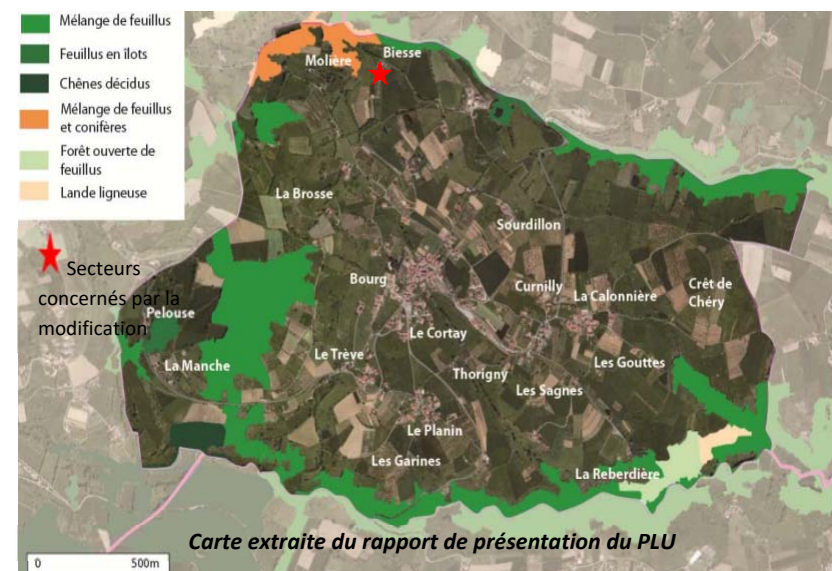 Mélange de feuillus
Feuillus en îlots
Chênes décidus
Mélange de feuillus
et conifères
Forêt ouverte de
feuillus
Lande ligneuse
Secteurs
concernés par la
modification
Biesse
Molière
La Brosse
Sourdillon
Bourg
Curnilly
La Calonnière
Crêt de
Chéry
Pelouse
Le Cortay
La Manche
Le Trève
Thorigny
Les Gouttes
Les Sagnes
Le Planin
Les Garines
La Reberdière
Carte extraite du rapport de présentation du PLU
0 500m